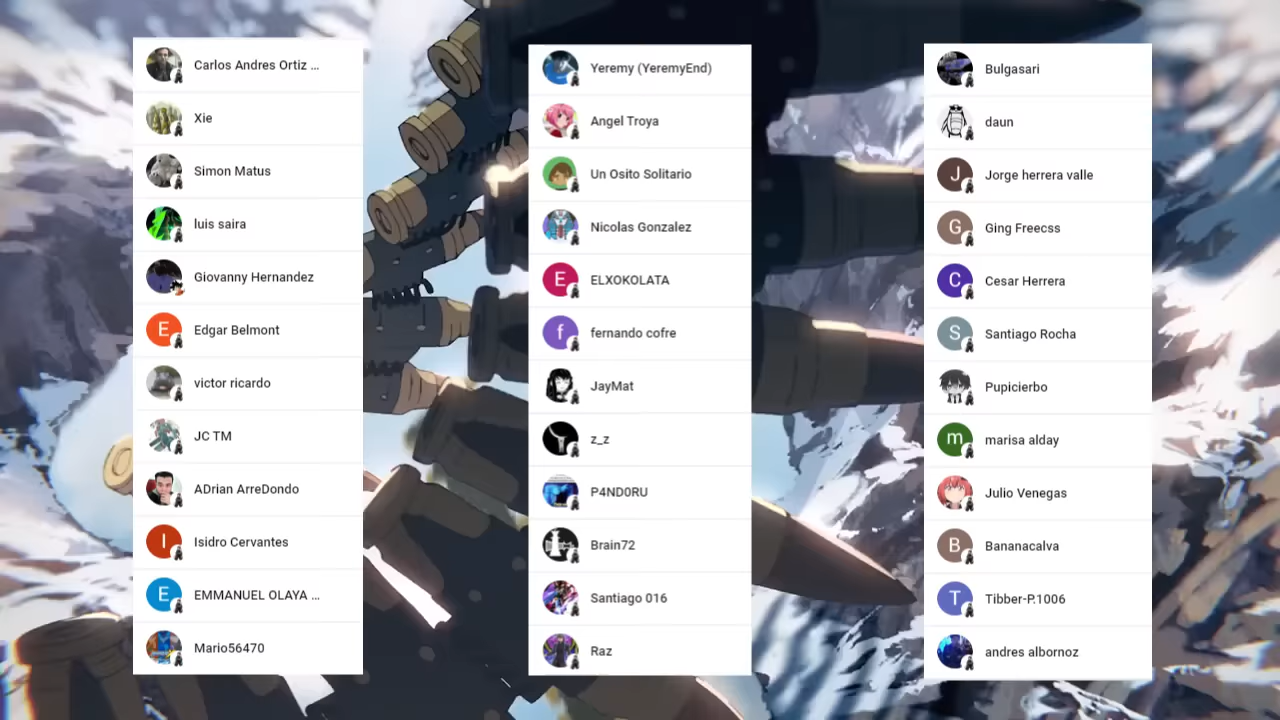 Carlos Andres Ortiz ...
Xie
Simon Matus
luis saira
Giovanny Hernandez
E
Edgar Belmont
victor ricardo
JC TM
ADrian ArreDondo
I
Isidro Cervantes
E
EMMANUEL OLAYA ...
Mario56470
Yeremy (YeremyEnd)
Angel Troya
Un Osito Solitario
Nicolas Gonzalez
E
ELXOKOLATA
f
fernando cofre
JayMat
z_z
P4ND0RU
Brain72
Santiago 016
Raz
Bulgasari
daun
J
Jorge herrera valle
G
Ging Freecss
C
Cesar Herrera
S
Santiago Rocha
Pupicierbo
m
marisa alday
Julio Venegas
B
Bananacalva
T
Tibber-P.1006
andres albornoz